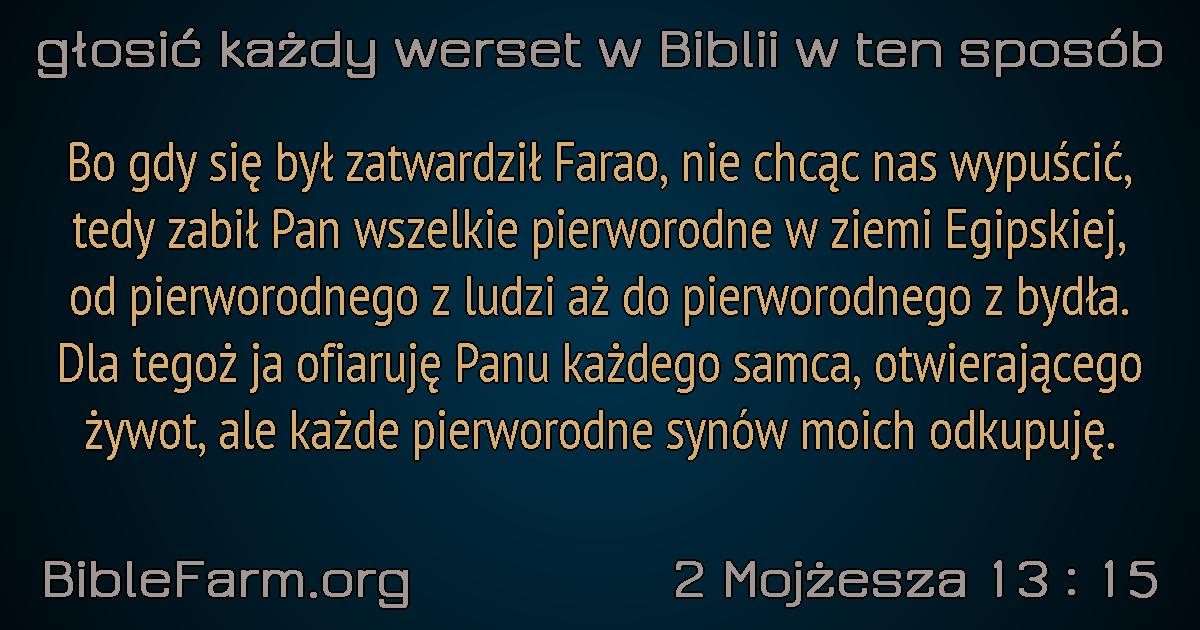 głosić każdy werset w Biblii w ten sposób
Bo gdy się był zatwardził Farao, nie chcąc nas wypuścić,
tedy zabił Pan wszelkie pierworodne w ziemi Egipskiej,
od pierworodnego z ludzi aż do pierworodnego z bydła.
Dla tegoż ja ofiaruję Panu każdego samca, otwierającego
żywot, ale każde pierworodne synów moich odkupuję.
BibleFarm.org
2 Mojżesza 13 : 15